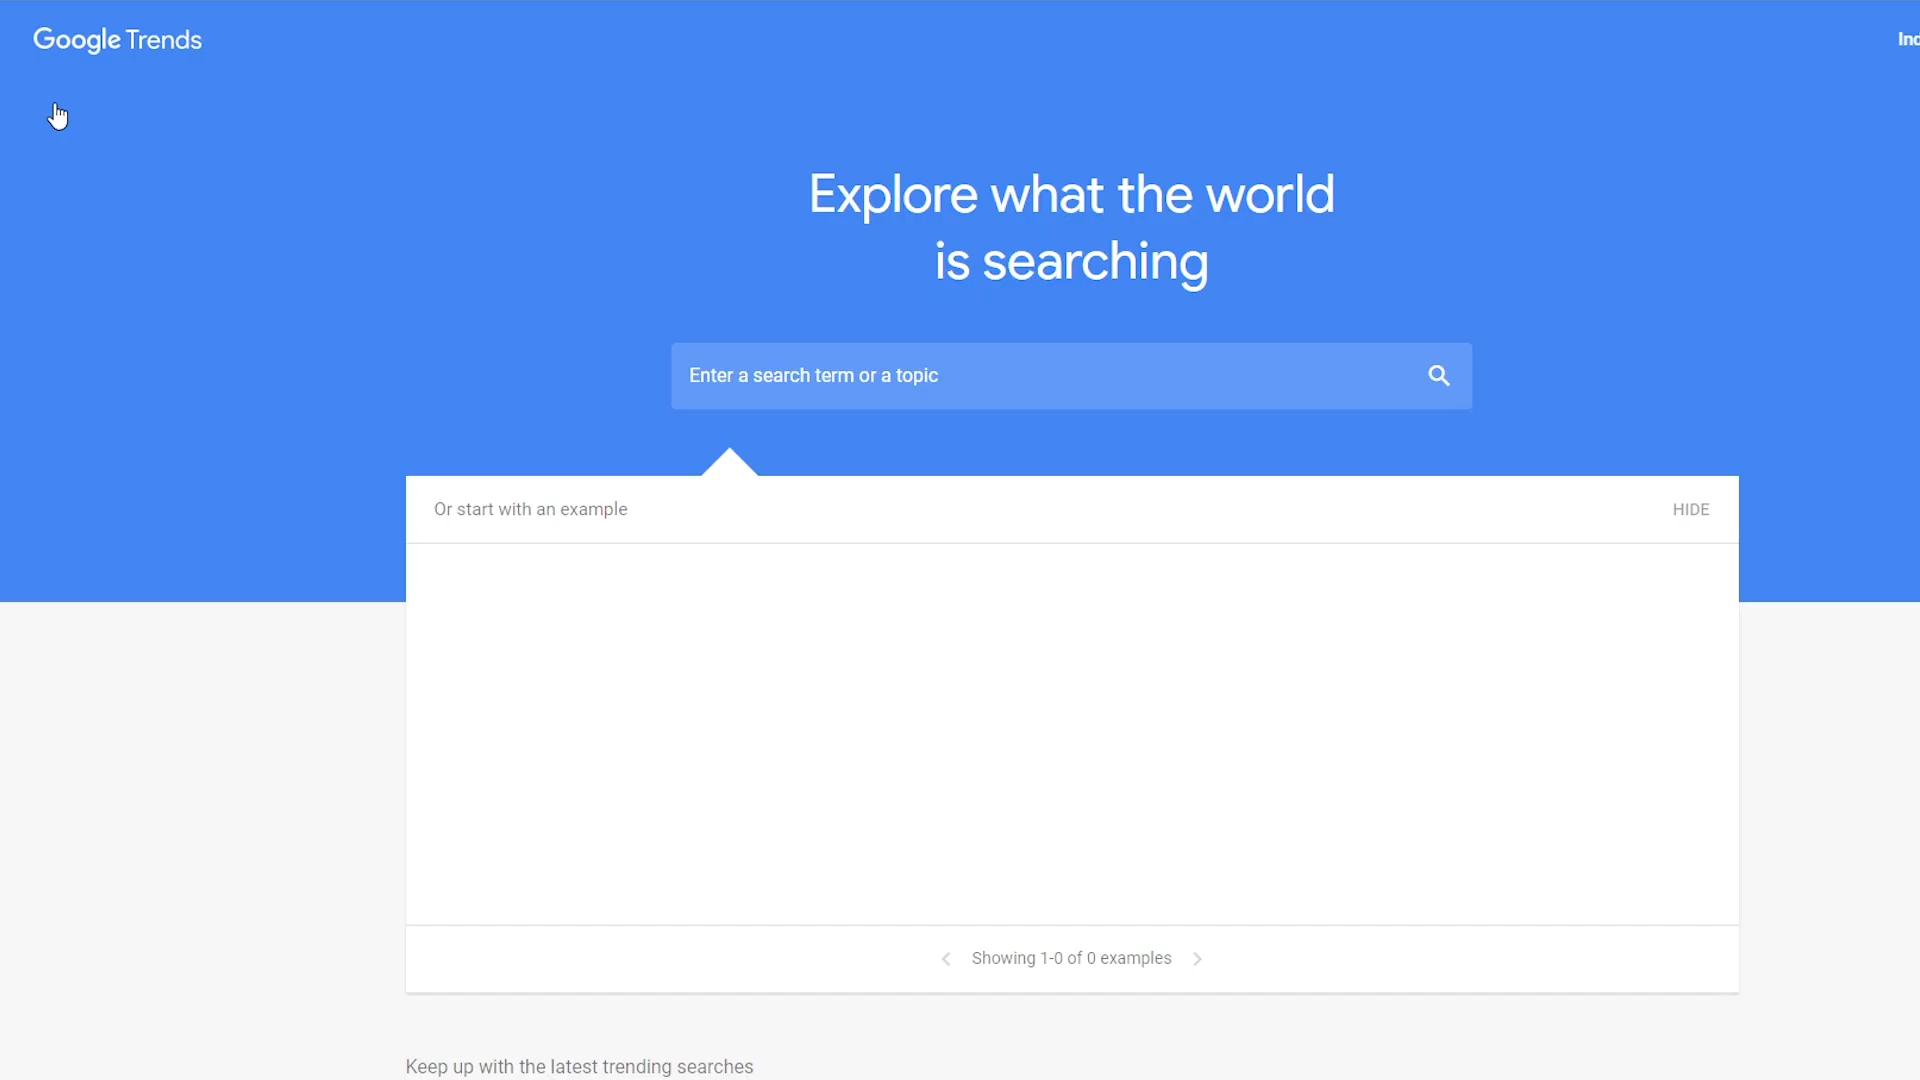 Google Trends
Explore what the world
is searching
Enter a search term or a topic
Or start with an example
HIDE
Showing 1-0 of 0 examples
Keep up with the latest trending searches